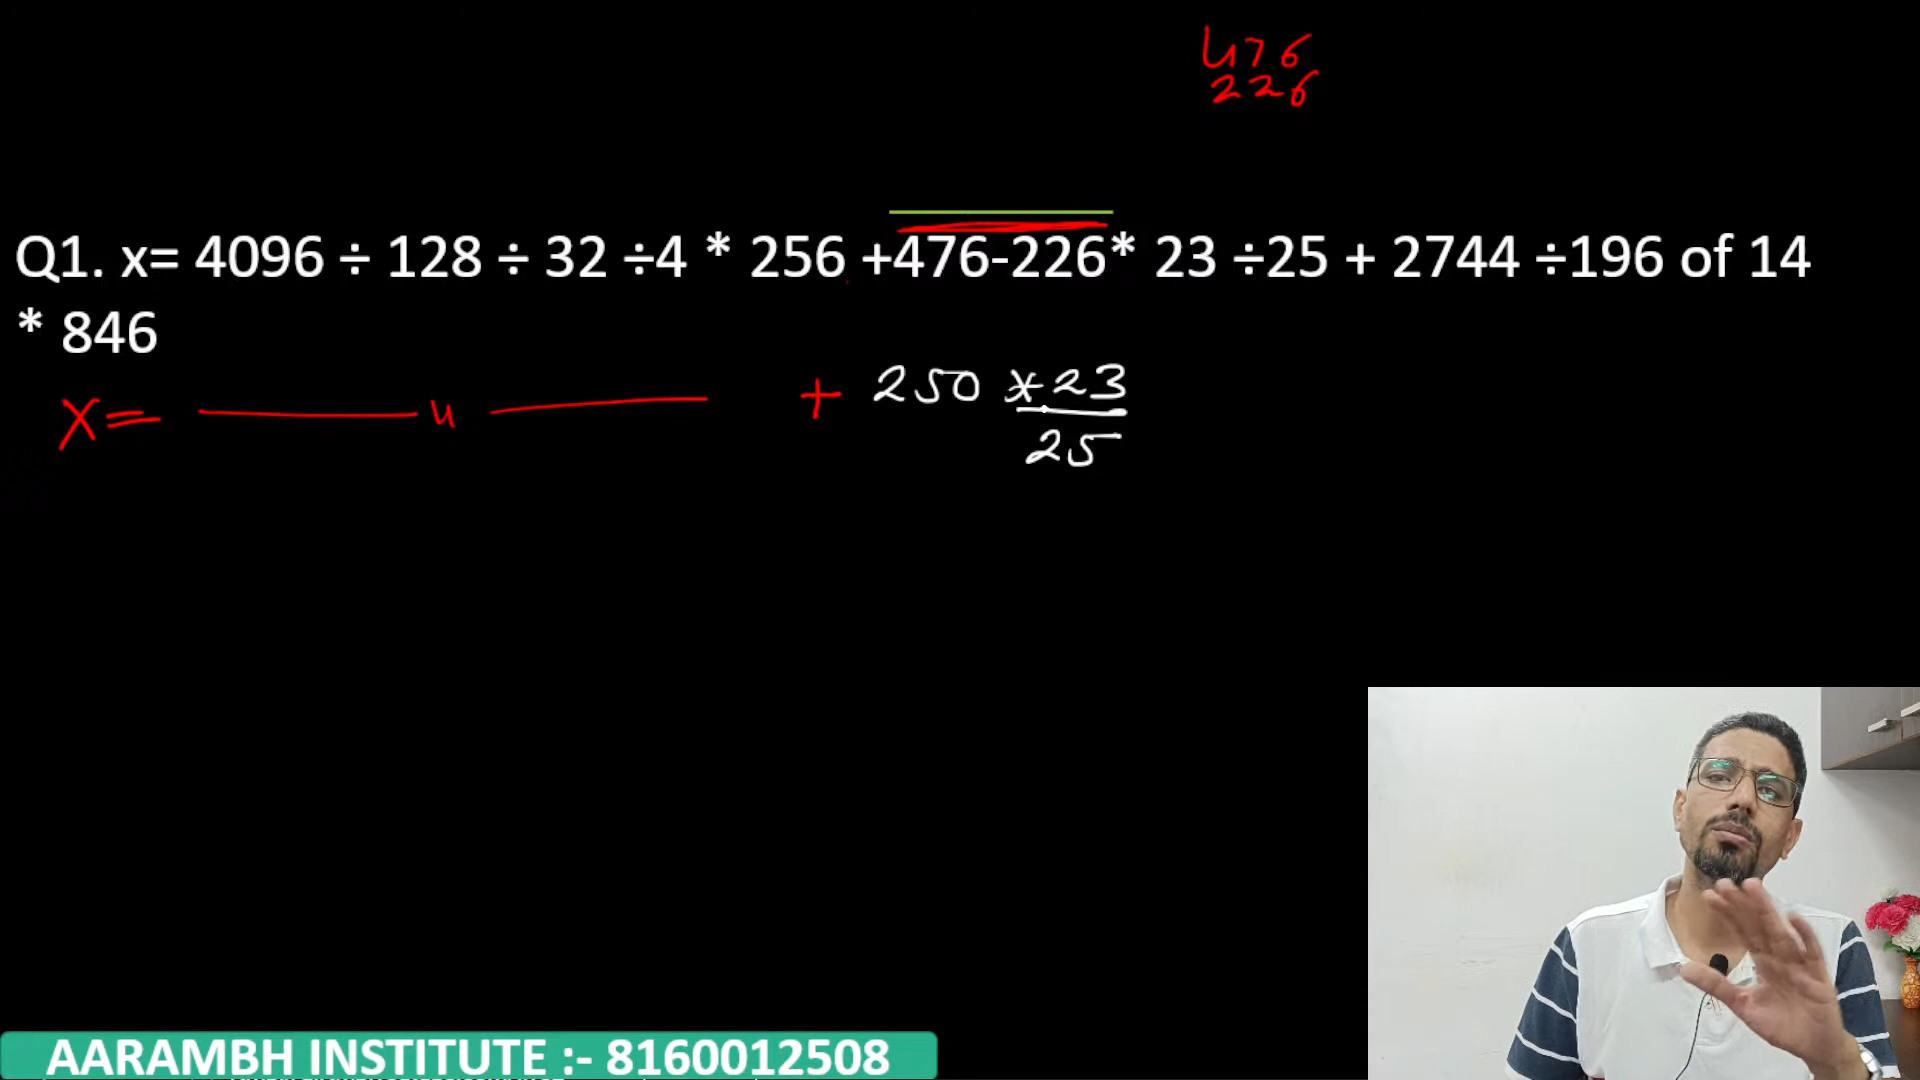 476
226
Q1. x= 4096 ÷ 128 ÷ 32 ÷4 * 256 +476-226* 23 ÷25 + 2744 ÷196 of 14
* 846
X= 4 + 250 * 23
25
AARAMBH INSTITUTE :- 8160012508